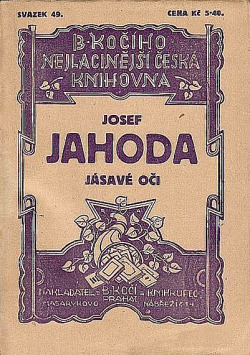 SVAZEK 49. CENA KČ 5·40.
B·KOČÍHO
NEJLACINĚJŠÍ ČESKÁ
KNIHOVNA
JOSEF
JAHODA
JÁSAVÉ OČI
NAKLADATEL B·KOČÍ KNIHKUPEC
PRAHA I
MASARYKOVO NÁBŘEŽÍ 14